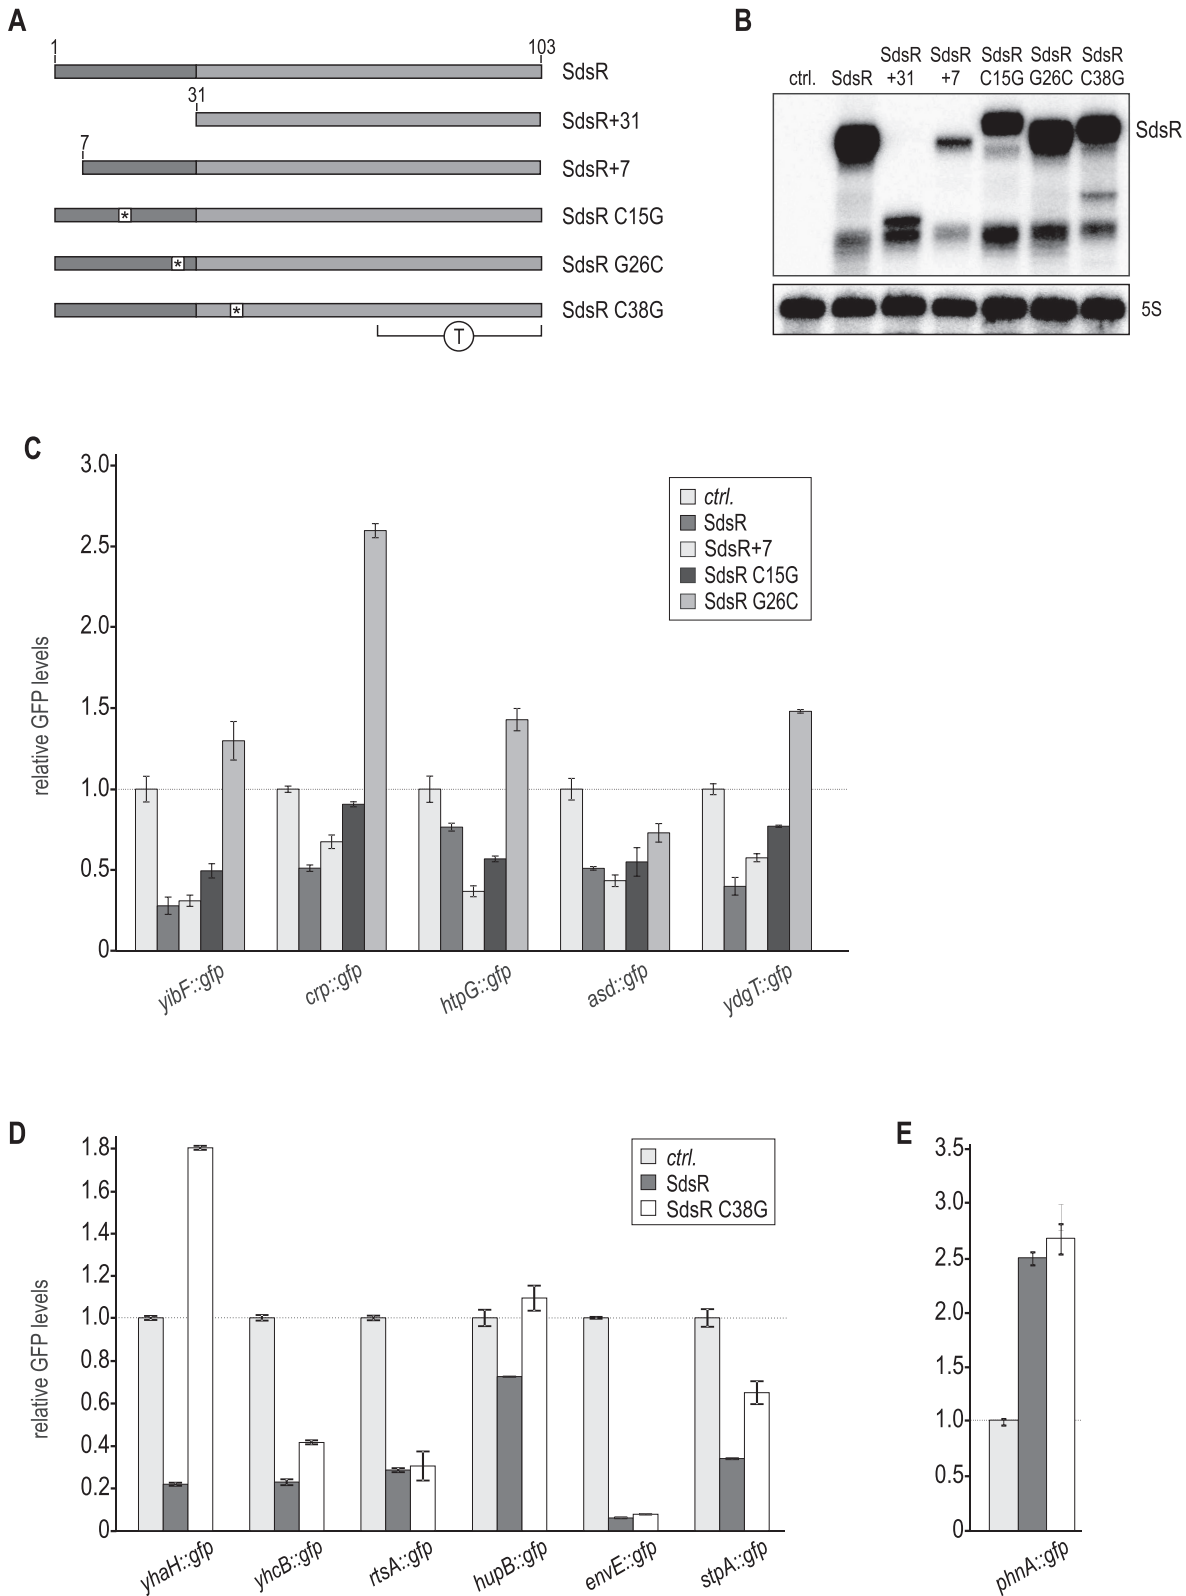 A
1 103
SdsR
31
SdsR+31
7
SdsR+7
* SdsR C15G
* SdsR G26C
* SdsR C38G
T
B
ctrl. SdsR SdsR +31 SdsR +7 SdsR C15G SdsR G26C SdsR C38G
SdsR
5S
C
relative GFP levels
3.0
2.5
2.0
1.5
1.0
0.5
0
ctrl.
SdsR
SdsR+7
SdsR C15G
SdsR G26C
yibF::gfp crp::gfp htpG::gfp asd::gfp ydgT::gfp
D
relative GFP levels
1.8
1.6
1.4
1.2
1.0
0.8
0.6
0.4
0.2
0
ctrl.
SdsR
SdsR C38G
yhaH::gfp yhcB::gfp rtsA::gfp hupB::gfp envE::gfp stpA::gfp
E
3.5
3.0
2.5
2.0
1.5
1.0
0.5
0
phnA::gfp